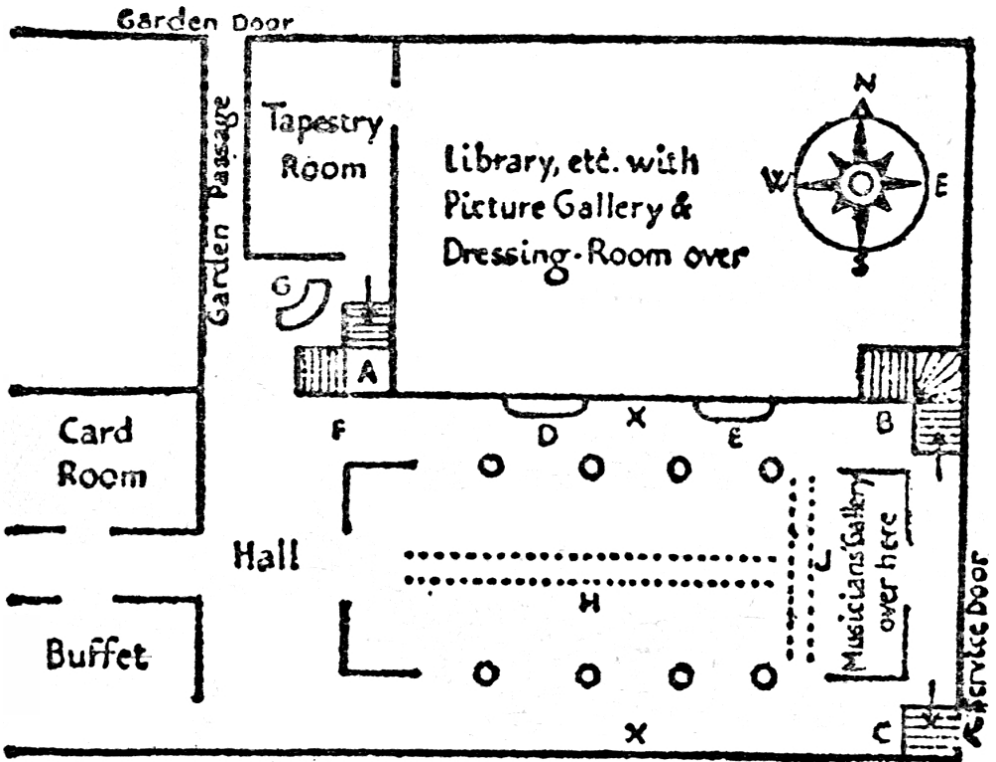 Garden Door
Garden Passage
Tapestry
Room
Library, etc. with
Picture Gallery &
Dressing-Room over
N
W
E
S
G
A
B
F
D
X
E
Card
Room
Hall
H
J
Musicians' Gallery
over here
Service Door
Buffet
X
C